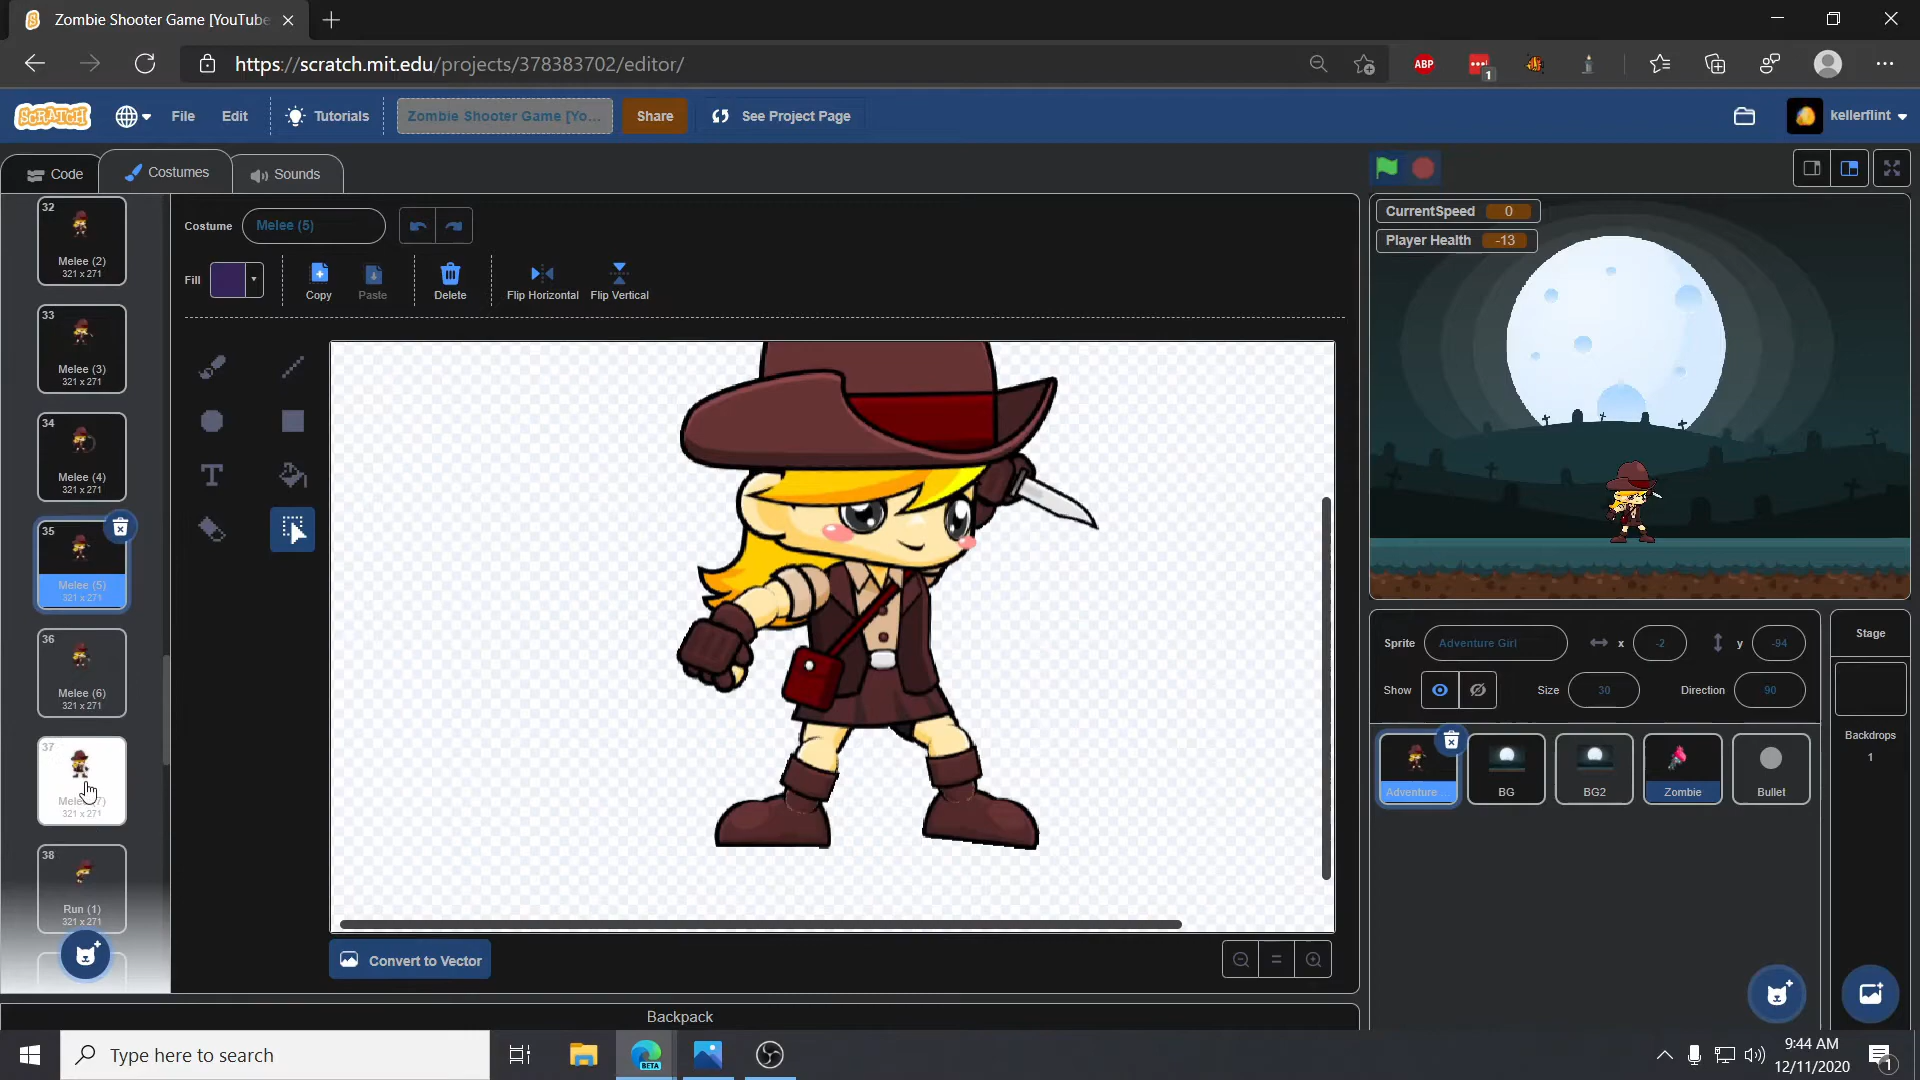 Zombie Shooter Game [YouTube
https://scratch.mit.edu/projects/378383702/editor/
ABP
1
SCRATCH
File
Edit
Tutorials
Zombie Shooter Game [Yo...
Share
See Project Page
kellerflint
Code
Costumes
Sounds
32
Melee (2)
321 x 271
33
Melee (3)
321 x 271
34
Melee (4)
321 x 271
35
Melee (5)
321 x 271
36
Melee (6)
321 x 271
37
321 x 271
38
Run (1)
321 x 271
Costume
Melee (5)
Fill
Copy
Paste
Delete
Flip Horizontal
Flip Vertical
T
Convert to Vector
Backpack
CurrentSpeed 0
Player Health -13
Sprite
Adventure Girl
x -2
y -94
Show
Size 30
Direction 90
Adventure...
BG
BG2
Zombie
Bullet
Stage
Backdrops
1
Type here to search
BETA
9:44 AM
12/11/2020
1